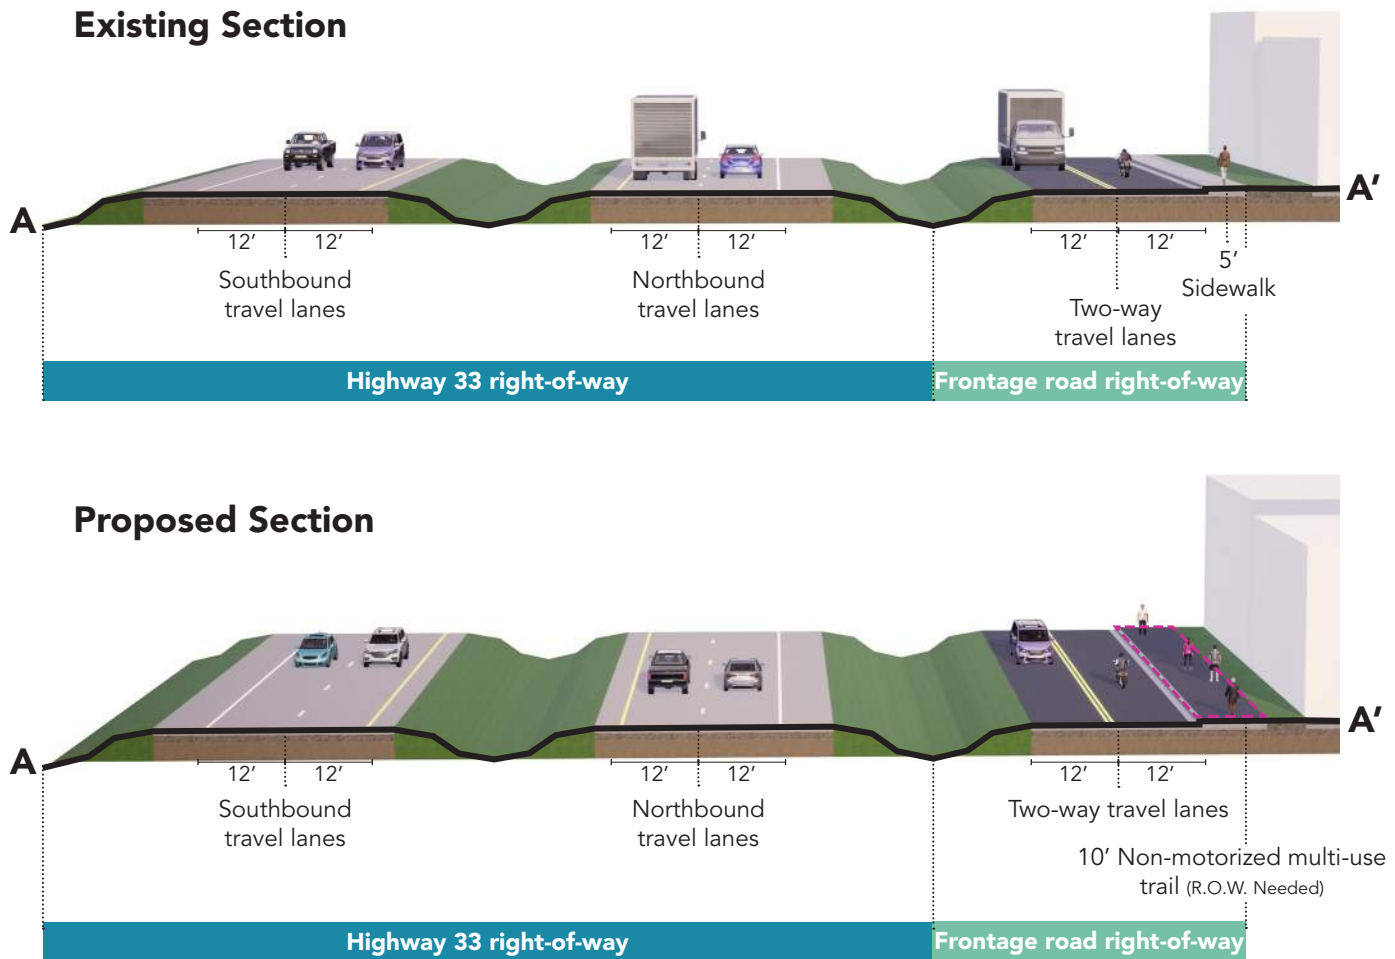 Existing Section
A
A'
12' 12'
12' 12'
12' 12'
5'
Sidewalk
Southbound
travel lanes
Northbound
travel lanes
Two-way
travel lanes
Highway 33 right-of-way
Frontage road right-of-way
Proposed Section
A
A'
12' 12'
12' 12'
12' 12'
Southbound
travel lanes
Northbound
travel lanes
Two-way travel lanes
10' Non-motorized multi-use
trail (R.O.W. Needed)
Highway 33 right-of-way
Frontage road right-of-way